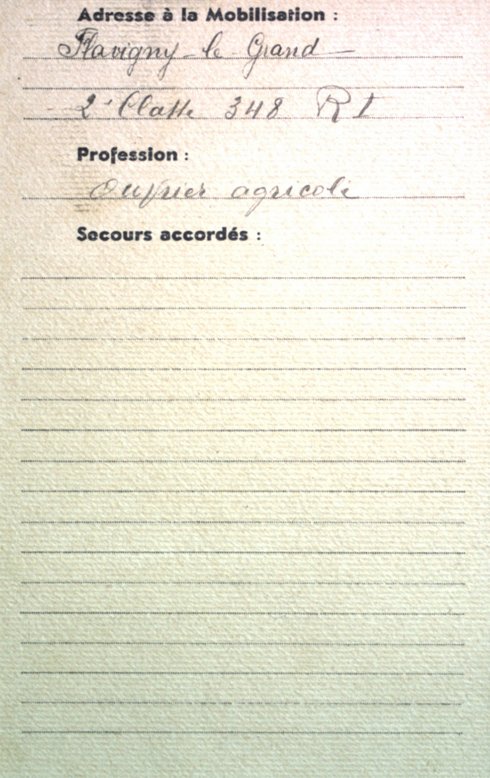 Adresse à la Mobilisation :
Flavigny-le-Grand
2e Classe 348 RI
Profession :
Ouvrier agricole
Secours accordés :